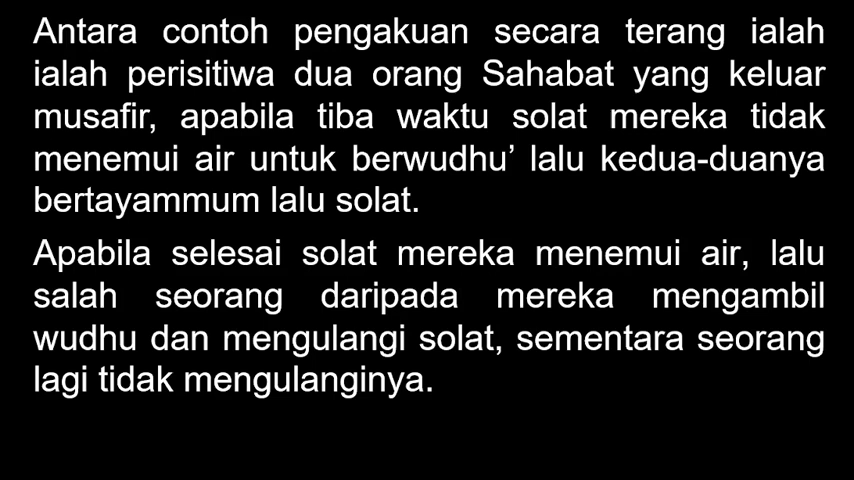 Antara contoh pengakuan secara terang ialah
ialah perisitiwa dua orang Sahabat yang keluar
musafir, apabila tiba waktu solat mereka tidak
menemui air untuk berwudhu’ lalu kedua-duanya
bertayammum lalu solat.
Apabila selesai solat mereka menemui air, lalu
salah seorang daripada mereka mengambil
wudhu dan mengulangi solat, sementara seorang
lagi tidak mengulanginya.